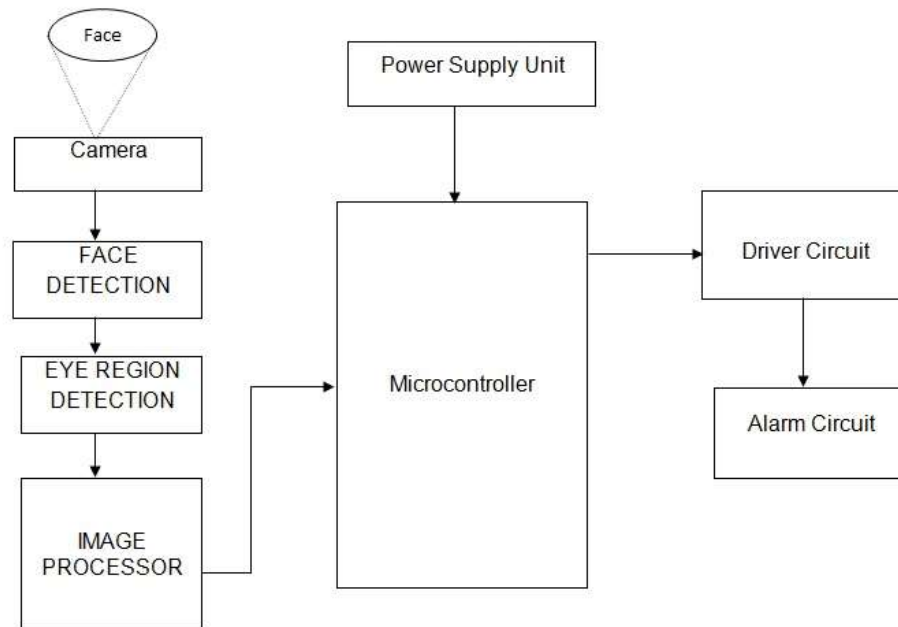 Face
Camera
FACE
DETECTION
EYE REGION
DETECTION
IMAGE
PROCESSOR
Power Supply Unit
Microcontroller
Driver Circuit
Alarm Circuit